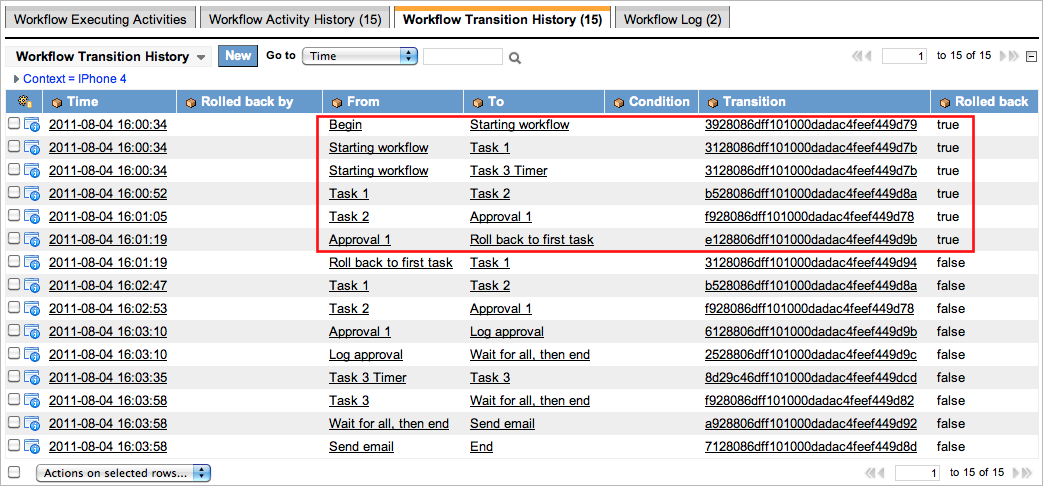 Workflow Executing Activities Workflow Activity History (15) Workflow Transition History (15) Workflow Log (2)
Workflow Transition History New Go to Time 1 to 15 of 15
Context = IPhone 4
Time Rolled back by From To Condition Transition Rolled back
2011-08-04 16:00:34 Begin Starting workflow 3928086dff101000dadac4feef449d79 true
2011-08-04 16:00:34 Starting workflow Task 1 3128086dff101000dadac4feef449d7b true
2011-08-04 16:00:34 Starting workflow Task 3 Timer 3128086dff101000dadac4feef449d7b true
2011-08-04 16:00:52 Task 1 Task 2 b528086dff101000dadac4feef449d8a true
2011-08-04 16:01:05 Task 2 Approval 1 f928086dff101000dadac4feef449d78 true
2011-08-04 16:01:19 Approval 1 Roll back to first task e128086dff101000dadac4feef449d9b true
2011-08-04 16:01:19 Roll back to first task Task 1 3128086dff101000dadac4feef449d94 false
2011-08-04 16:02:47 Task 1 Task 2 b528086dff101000dadac4feef449d8a false
2011-08-04 16:02:53 Task 2 Approval 1 f928086dff101000dadac4feef449d78 false
2011-08-04 16:03:10 Approval 1 Log approval 6128086dff101000dadac4feef449d9b false
2011-08-04 16:03:10 Log approval Wait for all, then end 2528086dff101000dadac4feef449d9c false
2011-08-04 16:03:35 Task 3 Timer Task 3 8d29c46dff101000dadac4feef449dcd false
2011-08-04 16:03:58 Task 3 Wait for all, then end f928086dff101000dadac4feef449d82 false
2011-08-04 16:03:58 Wait for all, then end Send email a928086dff101000dadac4feef449d92 false
2011-08-04 16:03:58 Send email End 7128086dff101000dadac4feef449d8d false
Actions on selected rows... 1 to 15 of 15